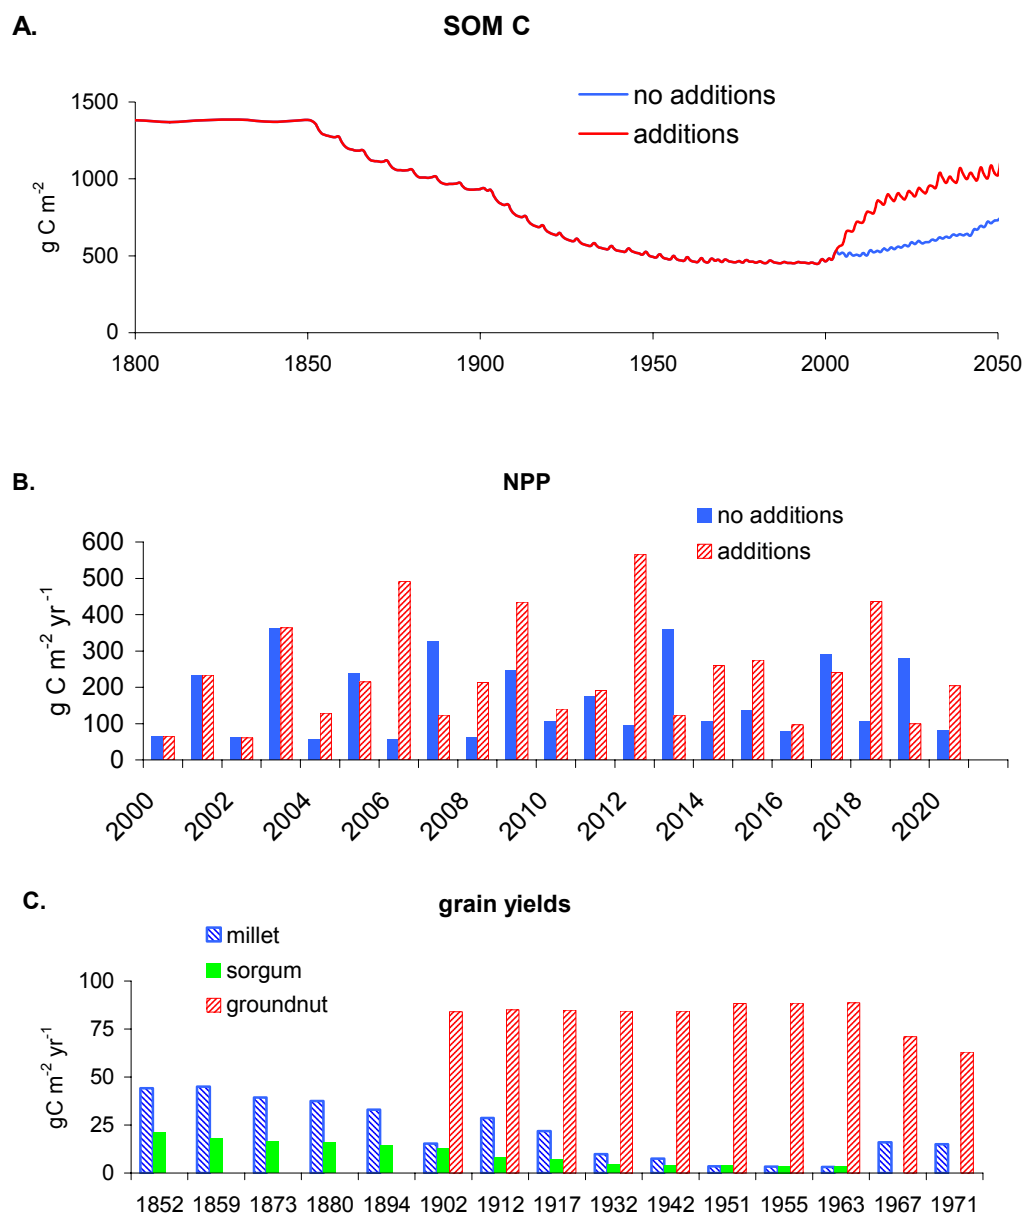 A.
SOM C
no additions
additions
1500
1000
500
0
g C m-2
1800 1850 1900 1950 2000 2050
B.
NPP
no additions
additions
600
500
400
300
200
100
0
g C m-2 yr-1
2000 2002 2004 2006 2008 2010 2012 2014 2016 2018 2020
C.
grain yields
millet
sorgum
groundnut
100
75
50
25
0
gC m-2 yr-1
1852 1859 1873 1880 1894 1902 1912 1917 1932 1942 1951 1955 1963 1967 1971